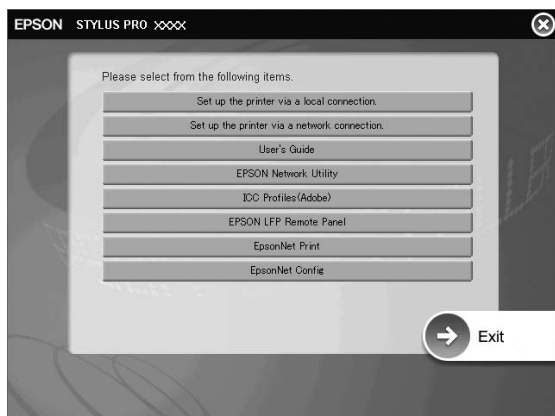 EPSON STYLUS PRO XXXX
Please select from the following items.
Set up the printer via a local connection.
Set up the printer via a network connection.
User's Guide
EPSON Network Utility
ICC Profiles(Adobe)
EPSON LFP Remote Panel
EpsonNet Print
EpsonNet Config
Exit